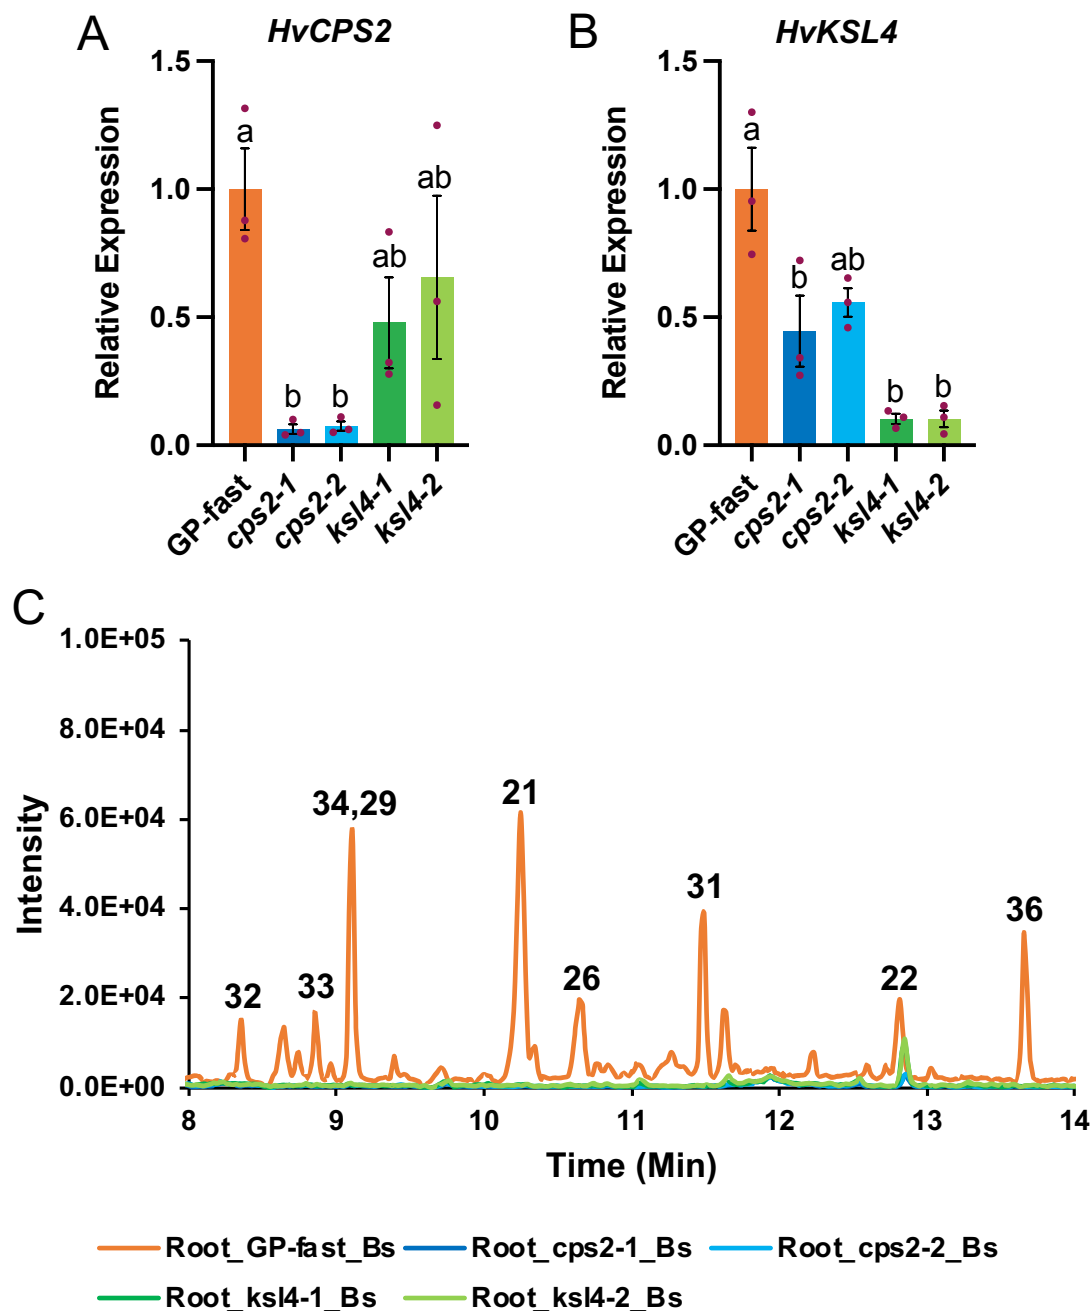 A
HvCPS2
Relative Expression
1.5
1.0
0.5
0.0
a
b
b
ab
ab
GP-fast
cps2-1
cps2-2
ksl4-1
ksl4-2
B
HvKSL4
Relative Expression
1.5
1.0
0.5
0.0
a
b
ab
b
b
GP-fast
cps2-1
cps2-2
ksl4-1
ksl4-2
C
Intensity
1.0E+05
8.0E+04
6.0E+04
4.0E+04
2.0E+04
0.0E+00
32
33
34,29
21
26
31
22
36
8
9
10
11
12
13
14
Time (Min)
Root_GP-fast_Bs
Root_cps2-1_Bs
Root_cps2-2_Bs
Root_ksl4-1_Bs
Root_ksl4-2_Bs